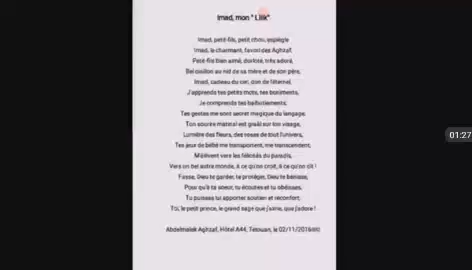 Imad, mon " Lilik"
Imad, petit-fils, petit chou, espiègle
Imad, le charmant, favori des Aghzaf.
Petit-fils bien aimé, dorloté, très adoré,
Bel oisillon au nid de sa mère et de son père,
Imad, cadeau du ciel, don de l'éternel.
J'apprends tes petits mots, tes boniments,
Je comprends tes balbutiements.
Tes gestes me sont secret magique du langage.
Ton sourire matinal est gravé sur ton visage,
Lumière des fleurs, des roses de tout l'univers,
Tes jeux de bébé me transportent, me transcendent,
M'élèvent vers les félicités du paradis,
Vers un bel autre monde, à ce qu'on croit, à ce qu'on dit !
Fasse, Dieu te garder, te protéger, Dieu te bénisse,
Pour qu'à ta soeur, tu écoutes et tu obéisses,
Tu puisses lui apporter soutien et réconfort,
Toi, le petit prince, le grand sage que j'aime, que j'adore !
Abdelmalek Aghzaf, Hôtel A44, Tétouan, le 02/11/2016
01:27